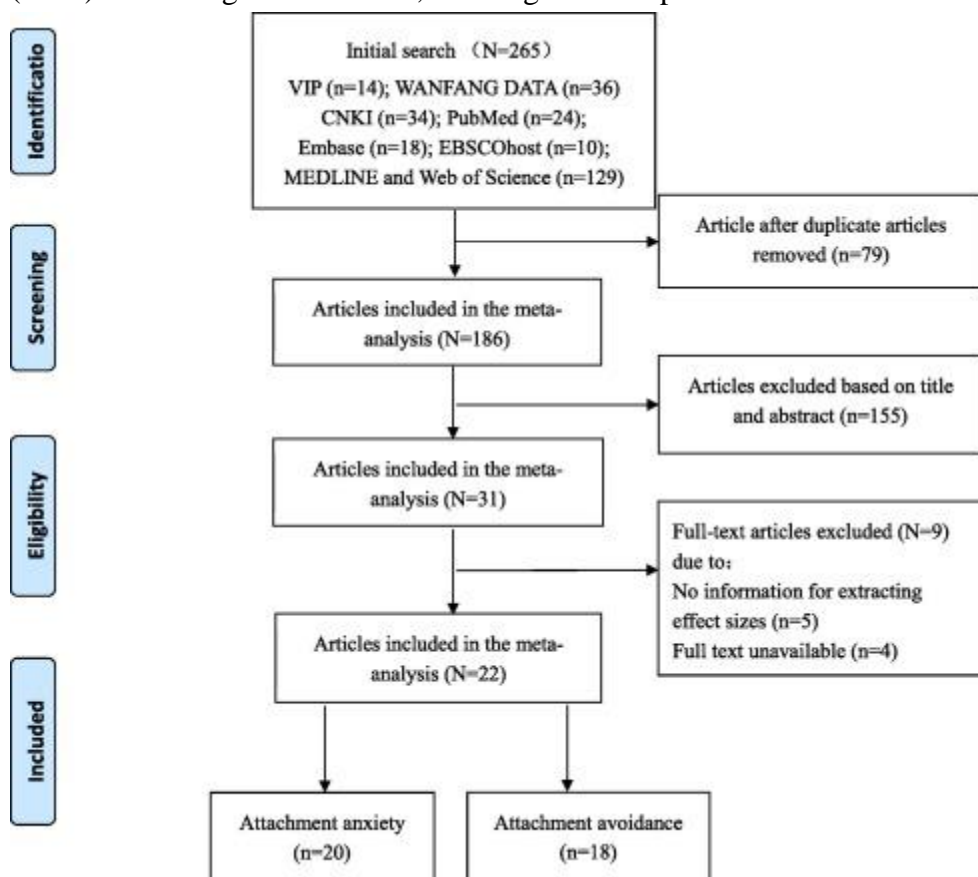 Identificatio
Initial search （N=265）
VIP (n=14); WANFANG DATA (n=36)
CNKI (n=34); PubMed (n=24);
Embase (n=18); EBSCOhost (n=10);
MEDLINE and Web of Science (n=129)
Article after duplicate articles
removed (n=79)
Screening
Articles included in the meta-
analysis (N=186)
Articles excluded based on title
and abstract (n=155)
Eligibility
Articles included in the meta-
analysis (N=31)
Full-text articles excluded (N=9)
due to：
No information for extracting
effect sizes (n=5)
Full text unavailable (n=4)
Articles included in the meta-
analysis (N=22)
Included
Attachment anxiety
(n=20)
Attachment avoidance
(n=18)